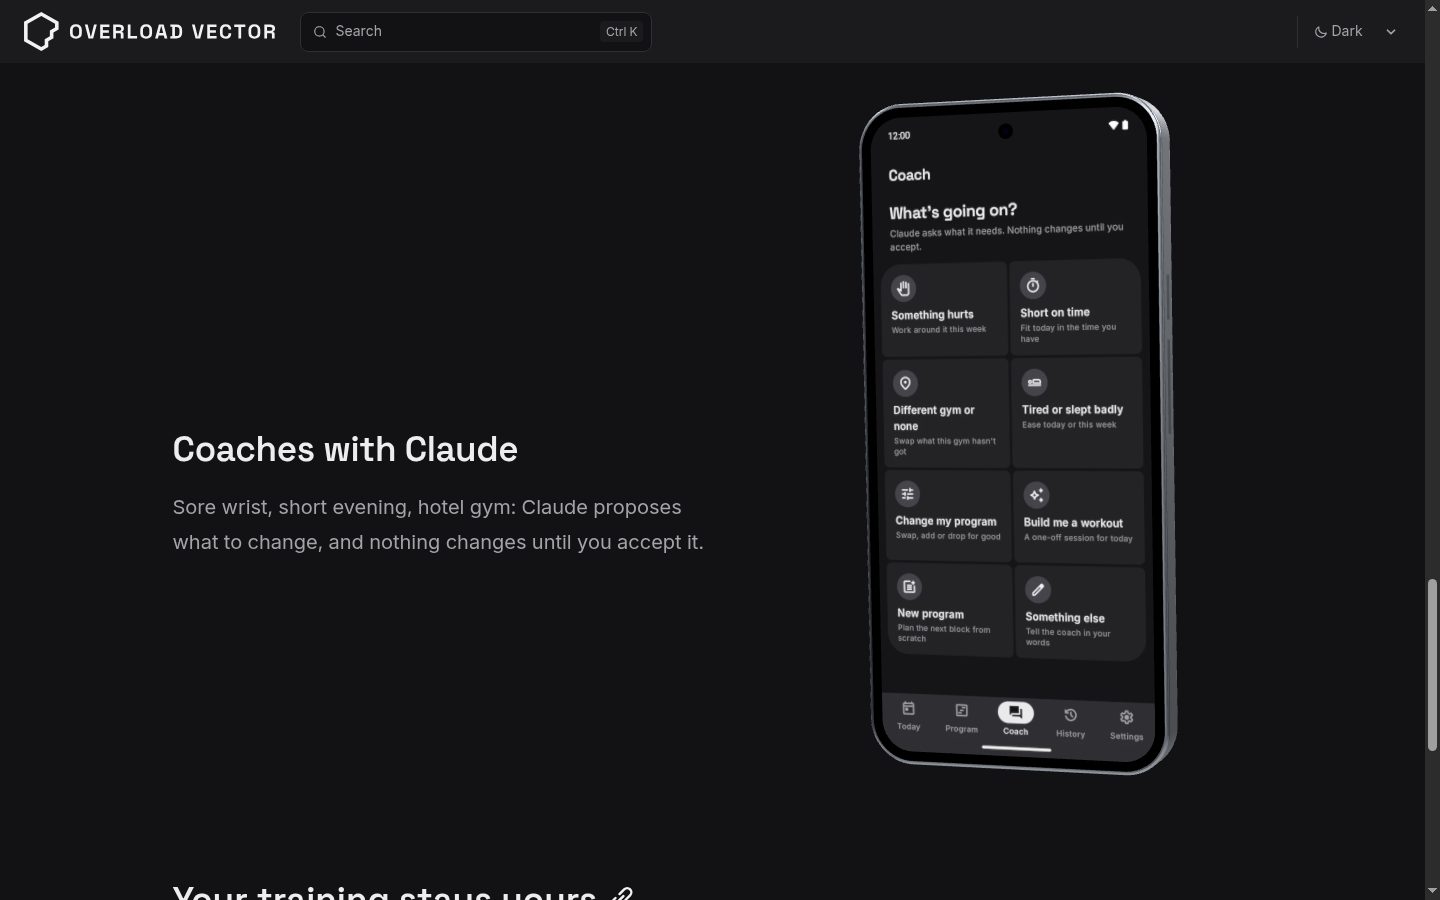 OVERLOAD VECTOR
Search
Ctrl K
Dark
12:00
Coach
What's going on?
Claude asks what it needs. Nothing changes until you
accept.
Something hurts
Work around it this week
Short on time
Fit today in the time you
have
Different gym or
none
Swap what this gym hasn't
got
Tired or slept badly
Ease today or this week
Change my program
Swap, add or drop for good
Build me a workout
A one-off session for today
New program
Plan the next block from
scratch
Something else
Tell the coach in your
words
Today
Program
Coach
History
Settings
Coaches with Claude
Sore wrist, short evening, hotel gym: Claude proposes
what to change, and nothing changes until you accept it.
Your training stays yours